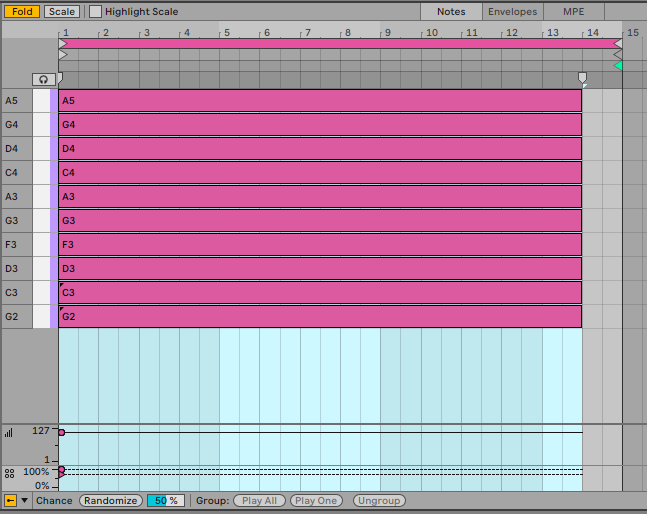 Fold Scale Highlight Scale Notes Envelopes MPE
1 2 3 4 5 6 7 8 9 10 11 12 13 14 15
A5 A5
G4 G4
D4 D4
C4 C4
A3 A3
G3 G3
F3 F3
D3 D3
C3 C3
G2 G2
127
1
100%
0%
Chance Randomize 50 % Group: Play All Play One Ungroup